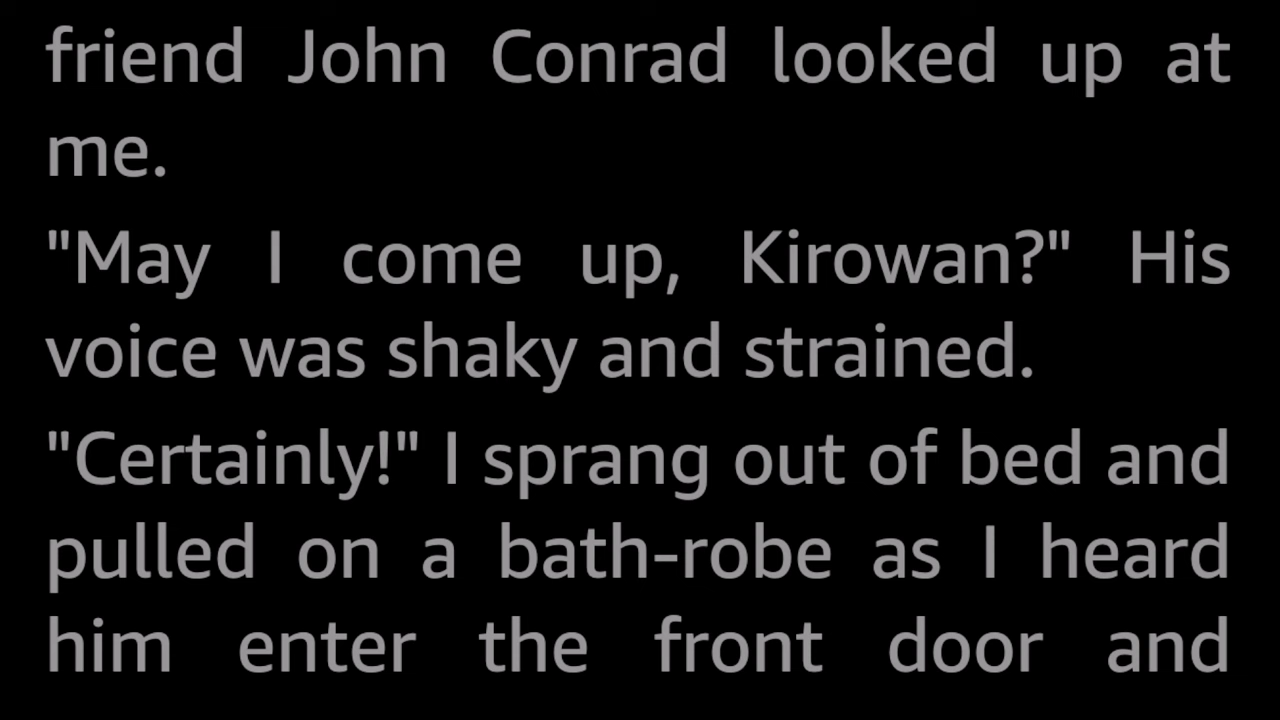 friend John Conrad looked up at
me.
"May I come up, Kirowan?" His
voice was shaky and strained.
"Certainly!" I sprang out of bed and
pulled on a bath-robe as I heard
him enter the front door and